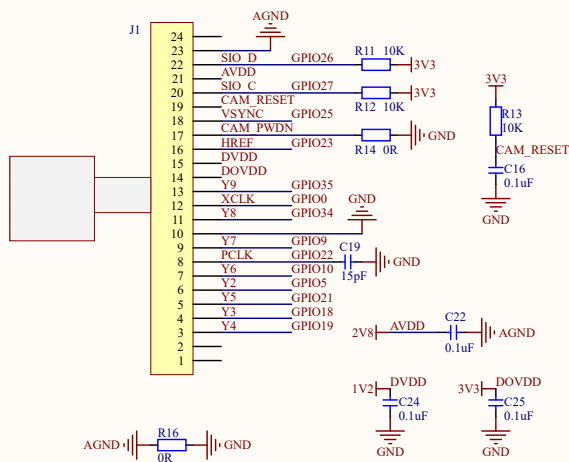 J1
AGND
24
23
22 SIO_D GPIO26 R11 10K 3V3
21 AVDD
20 SIO_C GPIO27 R12 10K 3V3
19 CAM_RESET
18 VSYNC GPIO25
17 CAM_PWDN R14 0R GND
16 HREF GPIO23
15 DVDD
14 DOVDD
13 Y9 GPIO35
12 XCLK GPIO0
11 Y8 GPIO34
10 GND
9 Y7 GPIO9
8 PCLK GPIO22 C19 15pF GND
7 Y6 GPIO10
6 Y2 GPIO5
5 Y5 GPIO21
4 Y3 GPIO18
3 Y4 GPIO19
2
1
3V3
R13
10K
CAM_RESET
C16
0.1uF
GND
2V8 AVDD C22 AGND
0.1uF
1V2 DVDD
C24
0.1uF
GND
3V3 DOVDD
C25
0.1uF
GND
AGND R16 GND
0R